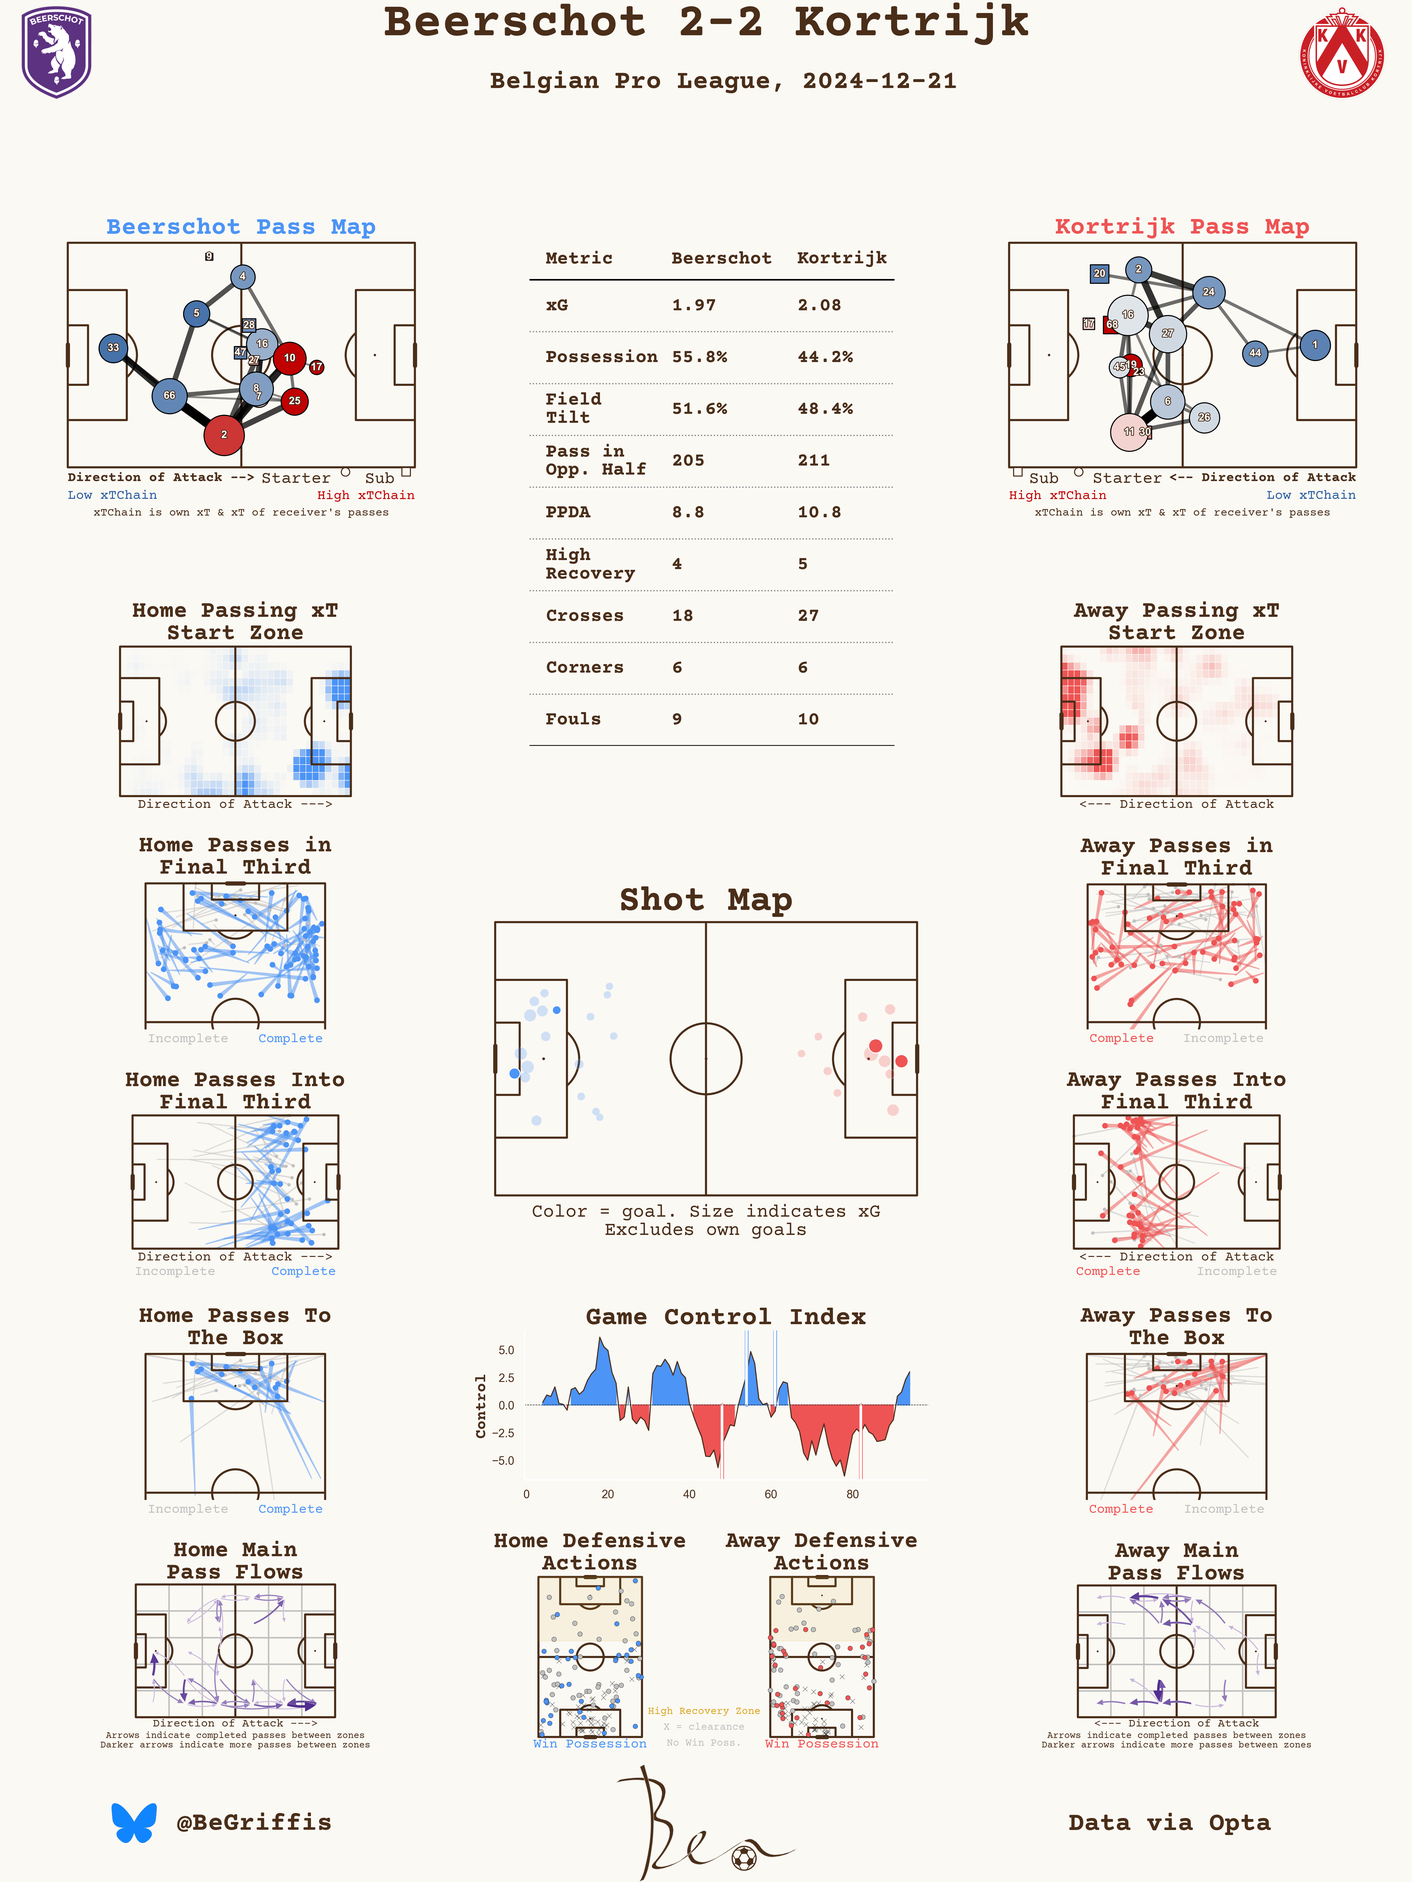 Beerschot 2-2 Kortrijk
Belgian Pro League, 2024-12-21
BEERSCHOT
K K
V
Beerschot Pass Map
9
4
5
28
16
47
27
10
33
17
8
7
66
25
2
Direction of Attack --> Starter Sub
Low xTChain High xTChain
xTChain is own xT & xT of receiver's passes
Metric Beerschot Kortrijk
xG 1.97 2.08
Possession 55.8% 44.2%
Field
Tilt 51.6% 48.4%
Pass in
Opp. Half 205 211
PPDA 8.8 10.8
High
Recovery 4 5
Crosses 18 27
Corners 6 6
Fouls 9 10
Kortrijk Pass Map
20
2
24
16
17
68
27
1
44
45
19
23
6
26
11
30
Sub Starter <-- Direction of Attack
High xTChain Low xTChain
xTChain is own xT & xT of receiver's passes
Home Passing xT
Start Zone
Direction of Attack --->
Away Passing xT
Start Zone
<--- Direction of Attack
Home Passes in
Final Third
Incomplete Complete
Away Passes in
Final Third
Complete Incomplete
Shot Map
Color = goal. Size indicates xG
Excludes own goals
Home Passes Into
Final Third
Direction of Attack --->
Incomplete Complete
Away Passes Into
Final Third
<--- Direction of Attack
Complete Incomplete
Home Passes To
The Box
Incomplete Complete
Game Control Index
Control
5.0
2.5
0.0
−2.5
−5.0
0 20 40 60 80
Away Passes To
The Box
Complete Incomplete
Home Main
Pass Flows
Direction of Attack --->
Arrows indicate completed passes between zones
Darker arrows indicate more passes between zones
Home Defensive
Actions
Win Possession
High Recovery Zone
X = clearance
No Win Poss.
Away Defensive
Actions
Win Possession
Away Main
Pass Flows
<--- Direction of Attack
Arrows indicate completed passes between zones
Darker arrows indicate more passes between zones
@BeGriffis
Ben
Data via Opta